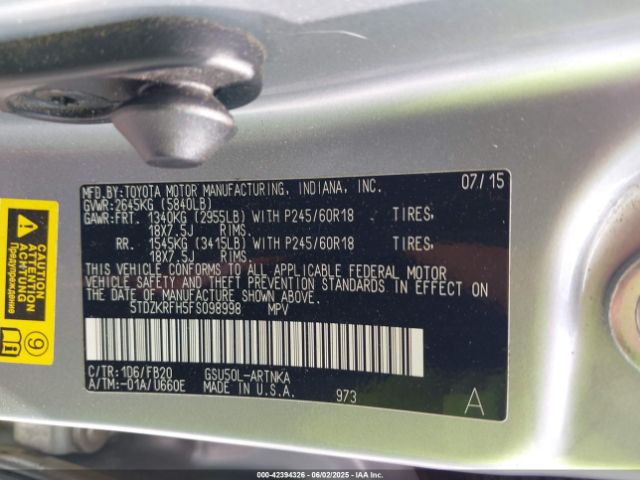 MFD.BY:TOYOTA MOTOR MANUFACTURING, INDIANA, INC. 07/15
GVWR:2645KG (5840LB)
GAWR:FRT. 1340KG (2955LB) WITH P245/60R18 TIRES,
18X7.5J RIMS,
RR. 1545KG (3415LB) WITH P245/60R18 TIRES,
18X7.5J RIMS,
THIS VEHICLE CONFORMS TO ALL APPLICABLE FEDERAL MOTOR
VEHICLE SAFETY AND THEFT PREVENTION STANDARDS IN EFFECT
ON THE DATE OF MANUFACTURE SHOWN ABOVE.
5TDZKRFH5FS098998 MPV
C/TR:1D6/FB20 GSU50L-ARTNKA
A/TM:-01A/U660E MADE IN U.S.A. 973 A
CAUTION
ATTENTION
ACHTUNG
Предупреждение
9
000-42394326 - 06/02/2025 - IAAI.COM